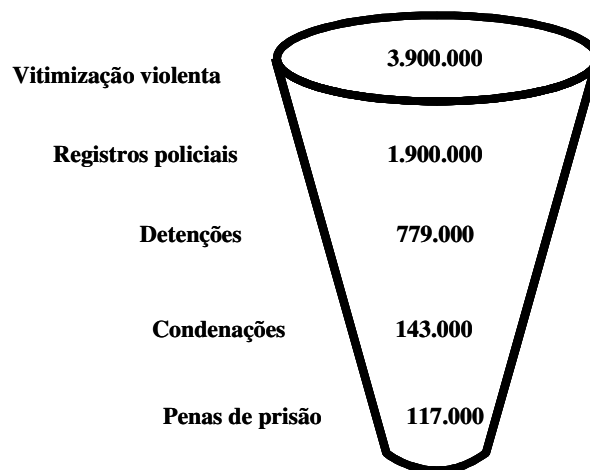 Vitimização violenta 3.900.000
Registros policiais 1.900.000
Detenções 779.000
Condenações 143.000
Penas de prisão 117.000